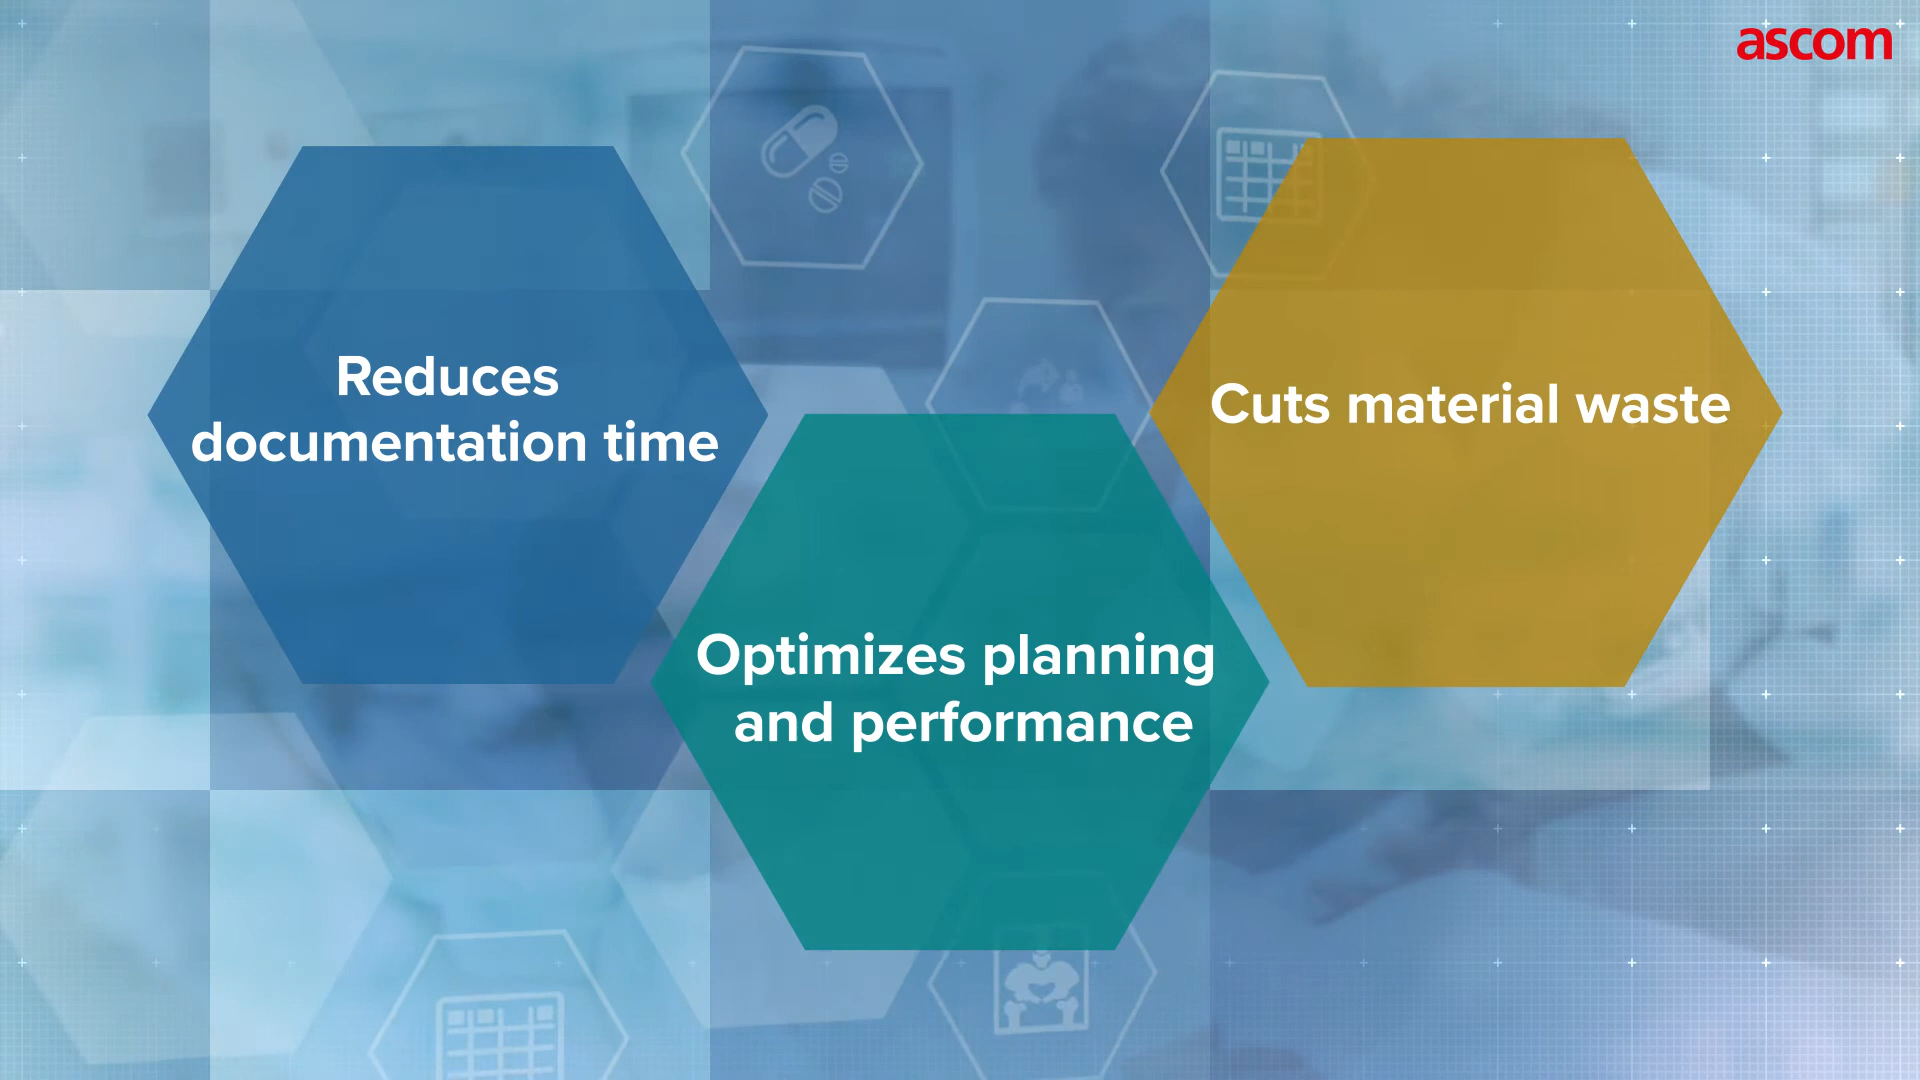 ascom
Reduces
documentation time
Cuts material waste
Optimizes planning
and performance